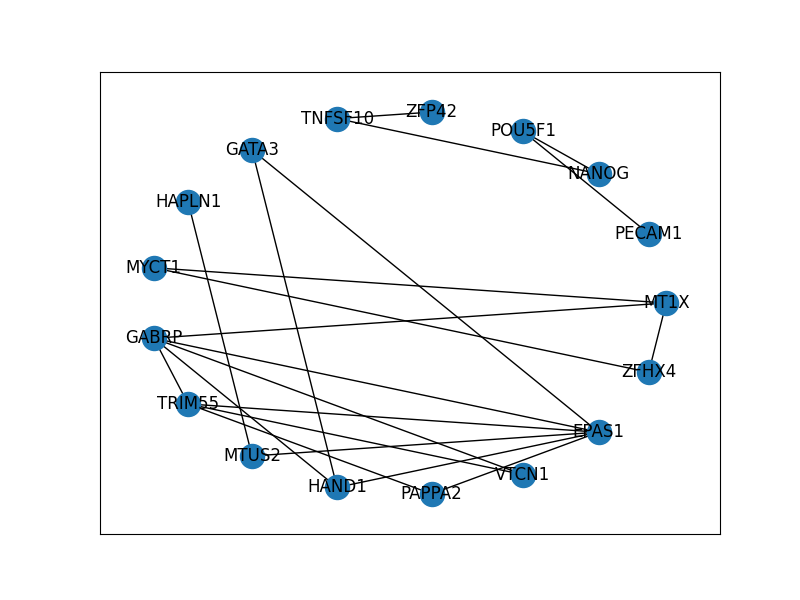 TNFSF10
ZFP42
POU5F1
GATA3
NANOG
HAPLN1
PECAM1
MYCT1
MT1X
GABRP
ZFHX4
TRIM55
EPAS1
MTUS2
VTCN1
HAND1
PAPPA2